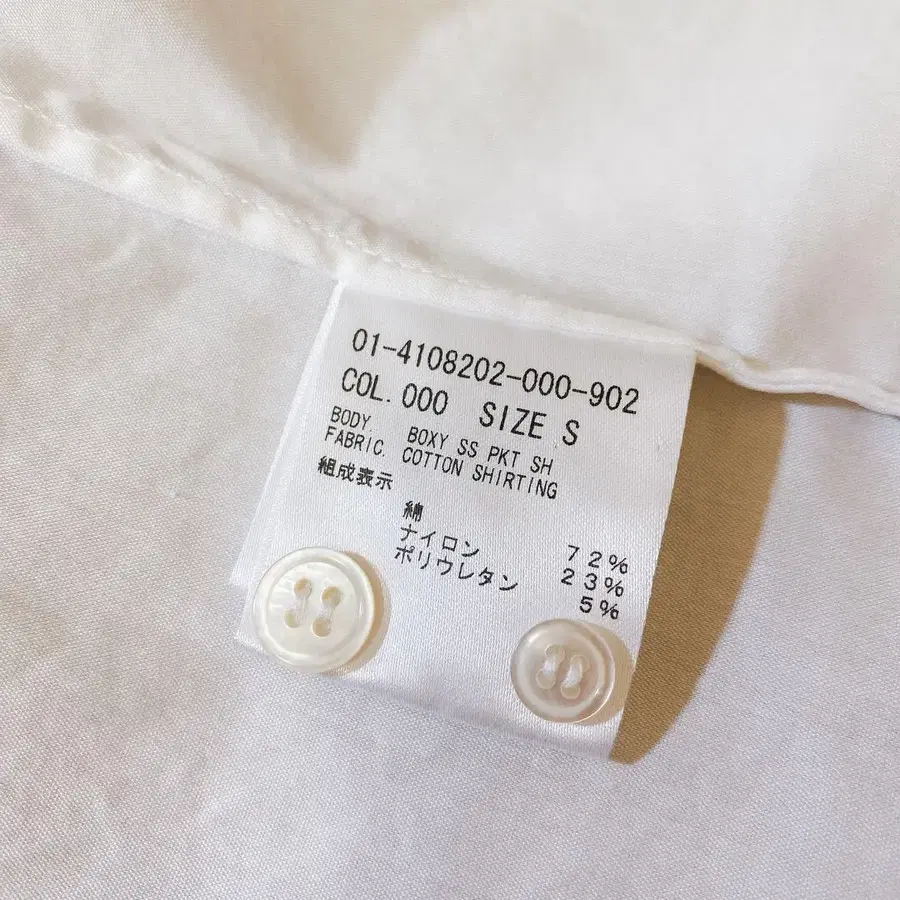 01-4108202-000-902
COL. 000 SIZE S
BODY. BOXY SS PKT SH
FABRIC. COTTON SHIRTING
組成表示
綿 72%
ナイロン 23%
ポリウレタン 5%